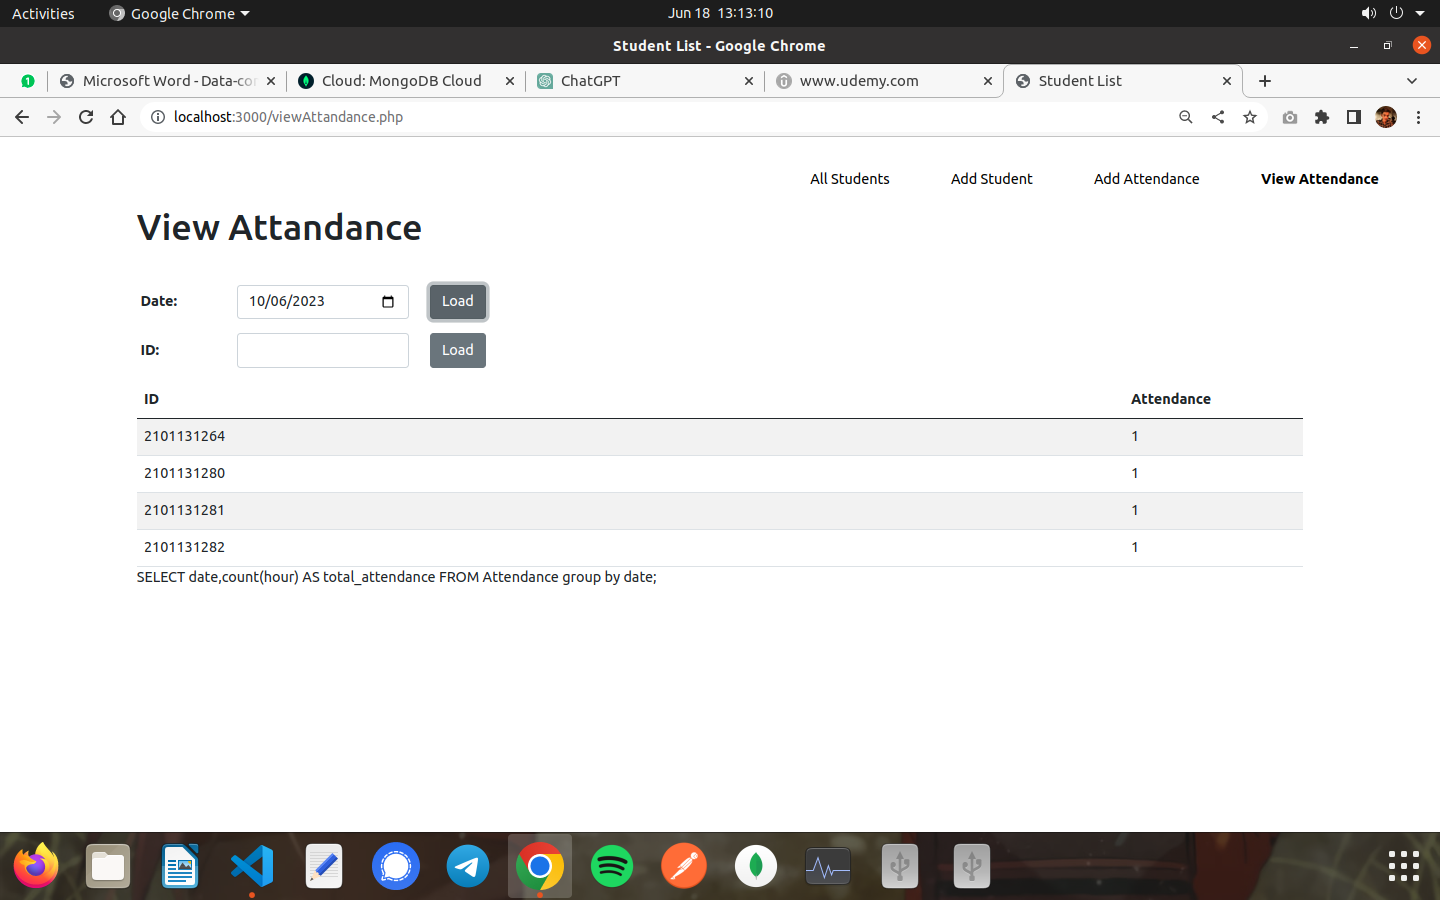 Activities Google Chrome Jun 18 13:13:10
Student List - Google Chrome
1 Microsoft Word - Data-co Cloud: MongoDB Cloud ChatGPT www.udemy.com Student List
localhost:3000/viewAttandance.php
All Students Add Student Add Attendance View Attendance
View Attandance
Date: 10/06/2023 Load
ID: Load
ID Attendance
2101131264 1
2101131280 1
2101131281 1
2101131282 1
SELECT date,count(hour) AS total_attendance FROM Attendance group by date;